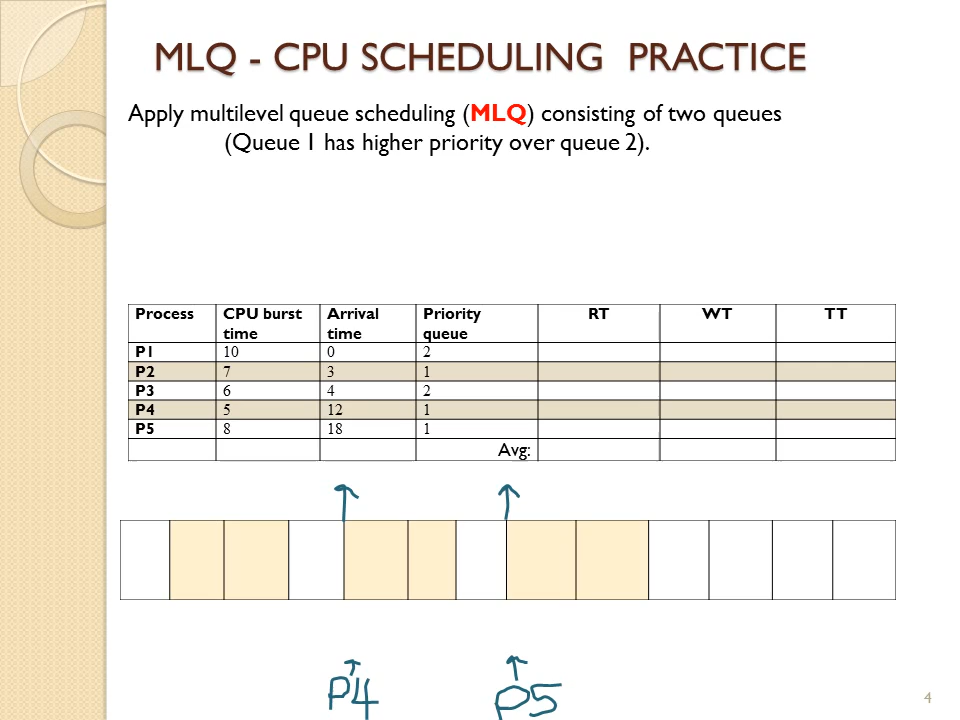 MLQ - CPU SCHEDULING PRACTICE
Apply multilevel queue scheduling (MLQ) consisting of two queues
(Queue 1 has higher priority over queue 2).
Process CPU burst time Arrival time Priority queue RT WT TT
P1 10 0 2
P2 7 3 1
P3 6 4 2
P4 5 12 1
P5 8 18 1
Avg:
P4 P5
4